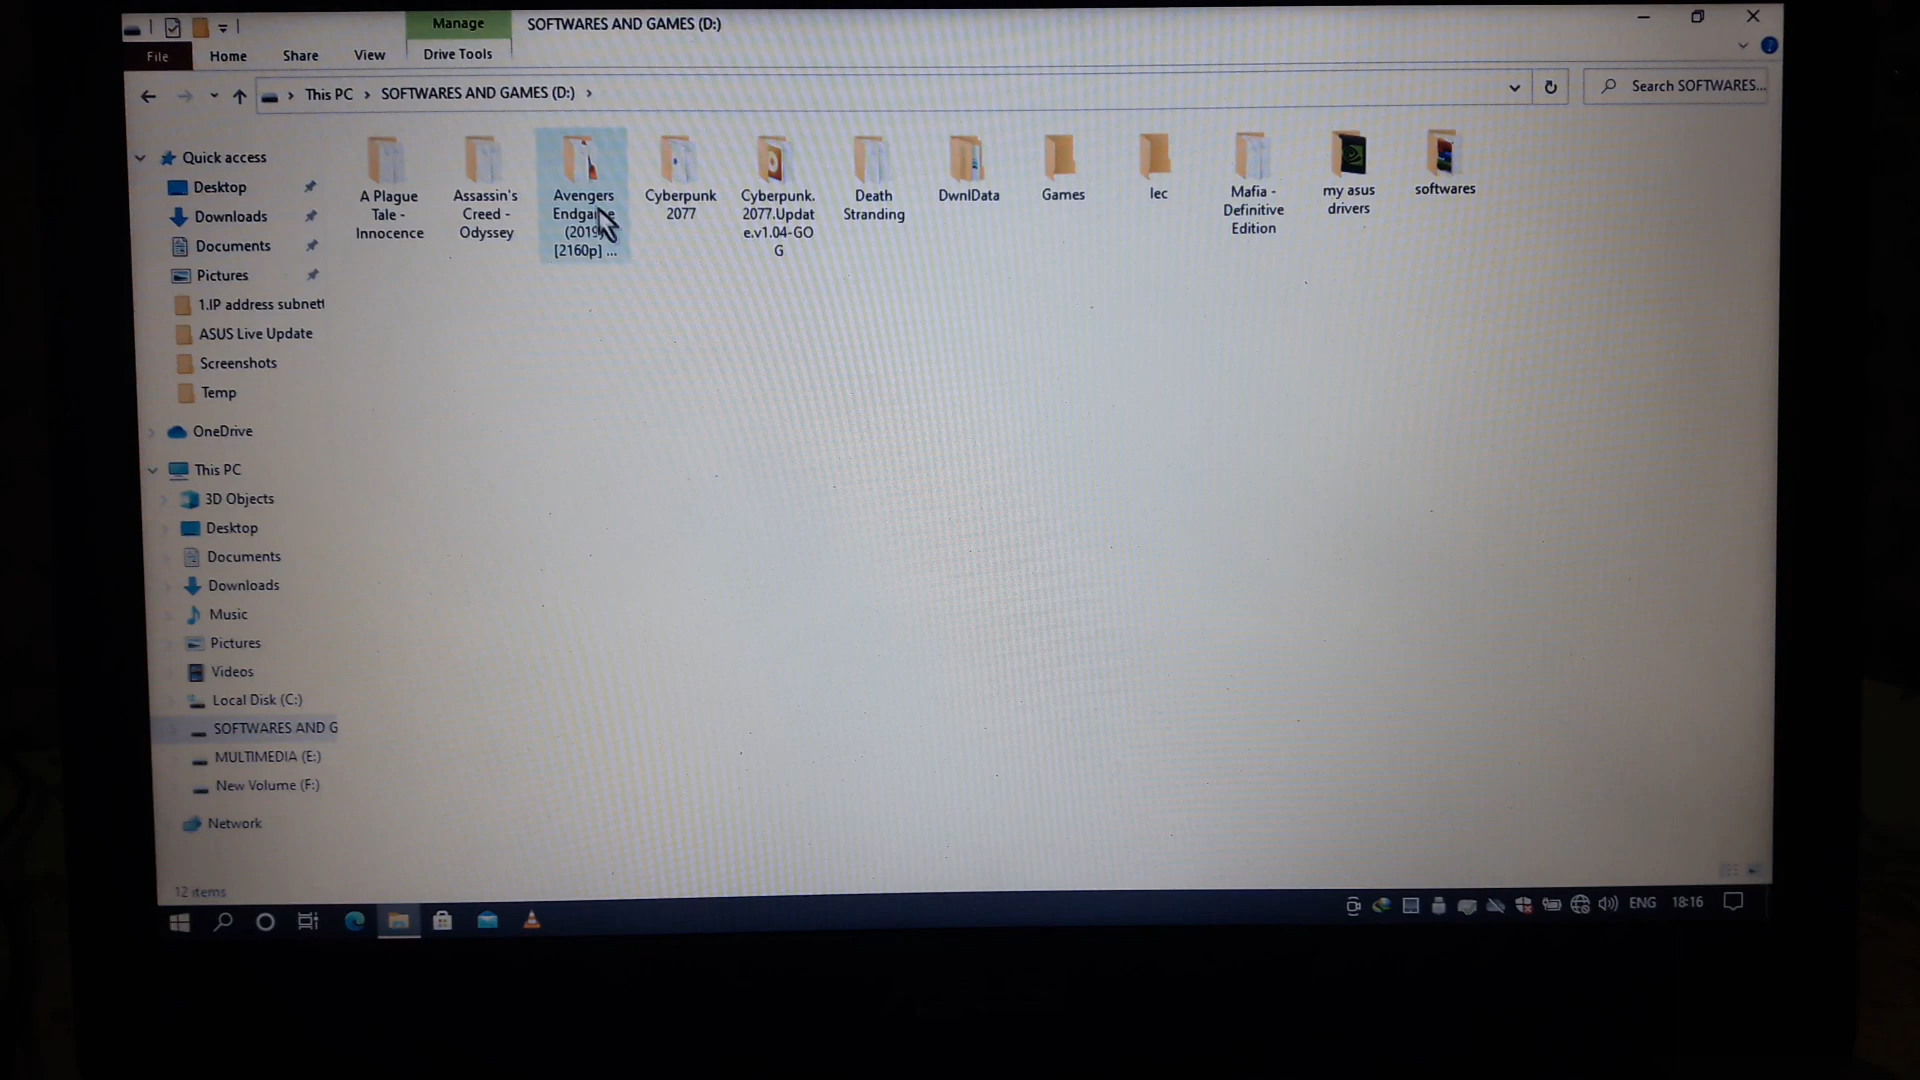 Manage
SOFTWARES AND GAMES (D:)
File
Home
Share
View
Drive Tools
This PC
SOFTWARES AND GAMES (D:)
Search SOFTWARES...
Quick access
Desktop
Downloads
Documents
Pictures
1.IP address subnett
ASUS Live Update
Screenshots
Temp
OneDrive
This PC
3D Objects
Desktop
Documents
Downloads
Music
Pictures
Videos
Local Disk (C:)
SOFTWARES AND G
MULTIMEDIA (E:)
New Volume (F:)
Network
A Plague
Tale -
Innocence
Assassin's
Creed -
Odyssey
Avengers
Endgame
(2019)
[2160p] ...
Cyberpunk
2077
Cyberpunk.
2077.Updat
e.v1.04-GO
G
Death
Stranding
DwnlData
Games
lec
Mafia -
Definitive
Edition
my asus
drivers
softwares
12 items
ENG
18:16